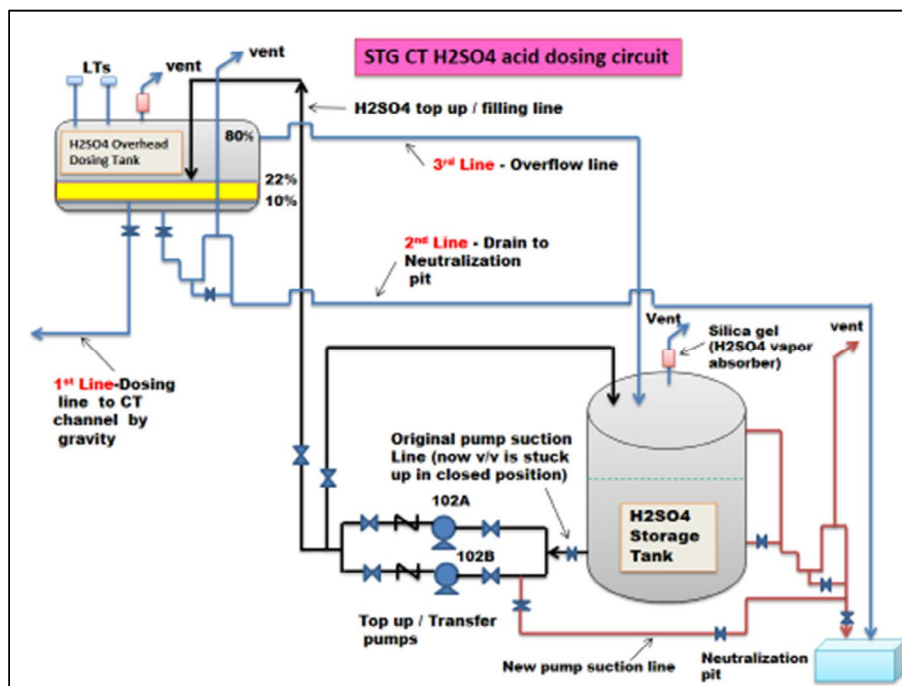 STG CT H2SO4 acid dosing circuit
vent
LTs
vent
H2SO4 top up / filling line
H2SO4 Overhead
Dosing Tank
80%
3rd Line - Overflow line
22%
10%
2nd Line - Drain to
Neutralization
pit
Vent
Silica gel
(H2SO4 vapor
absorber)
vent
1st Line-Dosing
line to CT
channel by
gravity
Original pump suction
Line (now v/v is stuck
up in closed position)
102A
102B
H2SO4
Storage
Tank
Top up / Transfer
pumps
New pump suction line
Neutralization
pit